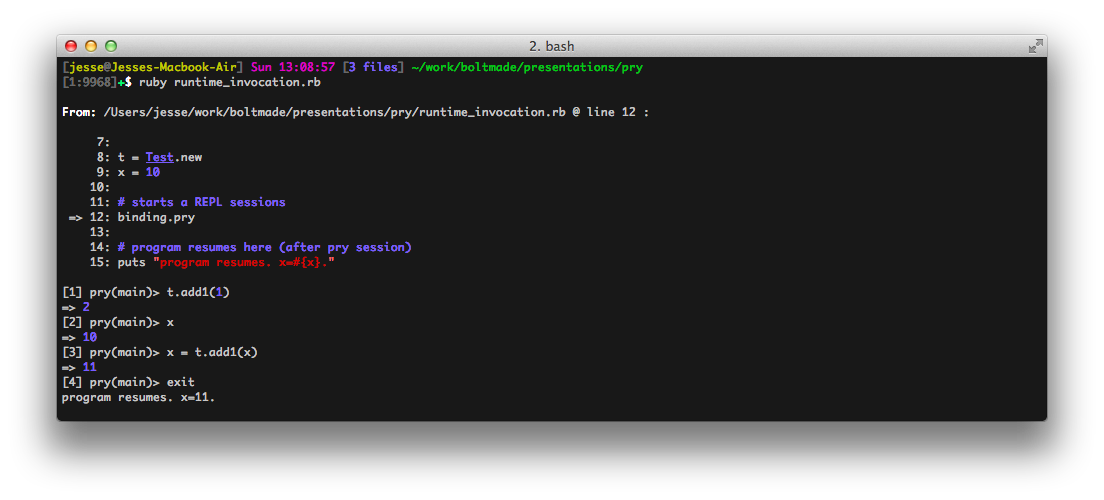 2. bash
[jesse@Jesses-Macbook-Air] Sun 13:08:57 [3 files] ~/work/boltmade/presentations/pry
[1:9968]+$ ruby runtime_invocation.rb
From: /Users/jesse/work/boltmade/presentations/pry/runtime_invocation.rb @ line 12 :
7:
8: t = Test.new
9: x = 10
10:
11: # starts a REPL sessions
=> 12: binding.pry
13:
14: # program resumes here (after pry session)
15: puts "program resumes. x=#{x}."
[1] pry(main)> t.add1(1)
=> 2
[2] pry(main)> x
=> 10
[3] pry(main)> x = t.add1(x)
=> 11
[4] pry(main)> exit
program resumes. x=11.